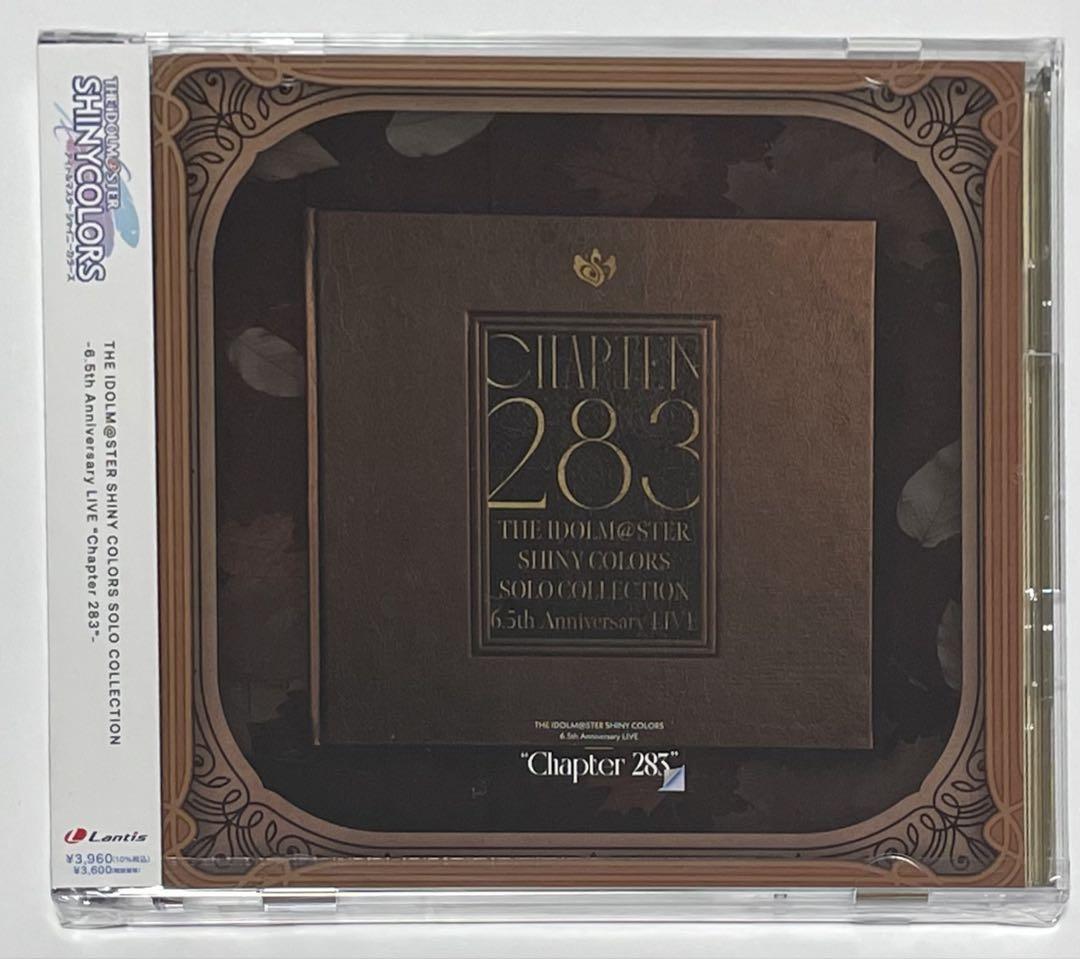 THE IDOLM@STER
SHINYCOLORS
アイドルマスター シャイニーカラーズ
THE IDOLM@STER SHINY COLORS SOLO COLLECTION
-6.5th Anniversary LIVE "Chapter 283"-
Lantis
¥3,960(10%税込)
¥3,600(税抜価格)
CHAPTER
283
THE IDOLM@STER
SHINY COLORS
SOLO COLLECTION
6.5th Anniversary LIVE
THE IDOLM@STER SHINY COLORS
6.5th Anniversary LIVE
“Chapter 283”